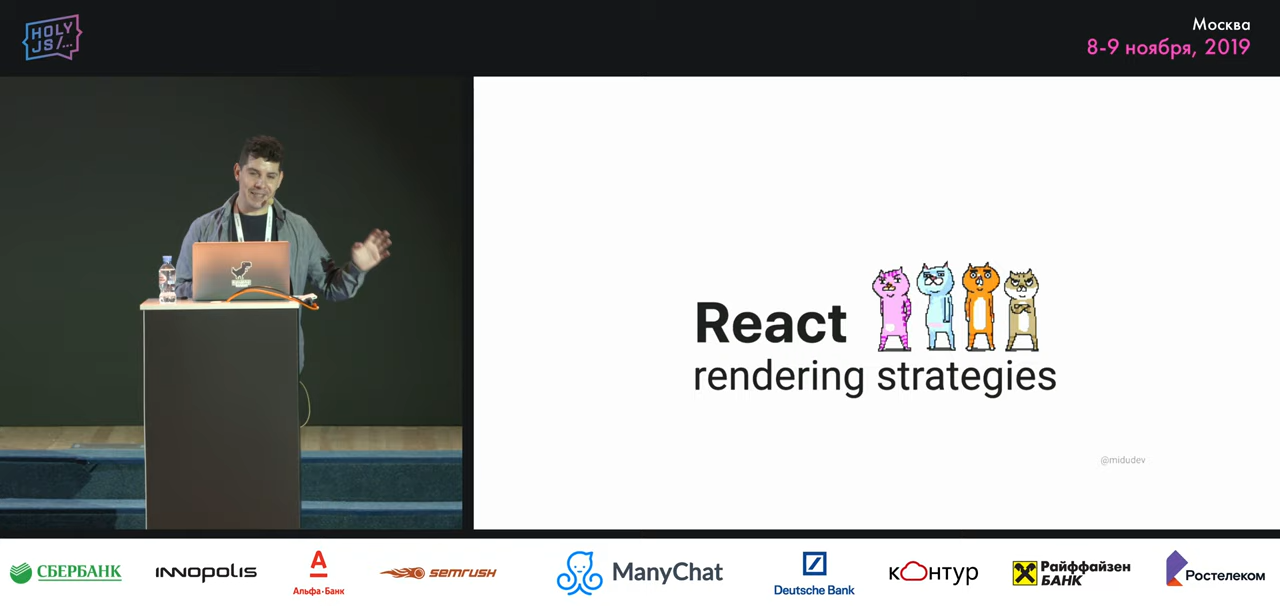 HOLY
JS/...
Москва
8-9 ноября, 2019
React
rendering strategies
@midudev
СБЕРБАНК
INNOPOLIS
А
Альфа·Банк
semrush
ManyChat
Deutsche Bank
контур
Райффайзен
БАНК
Ростелеком